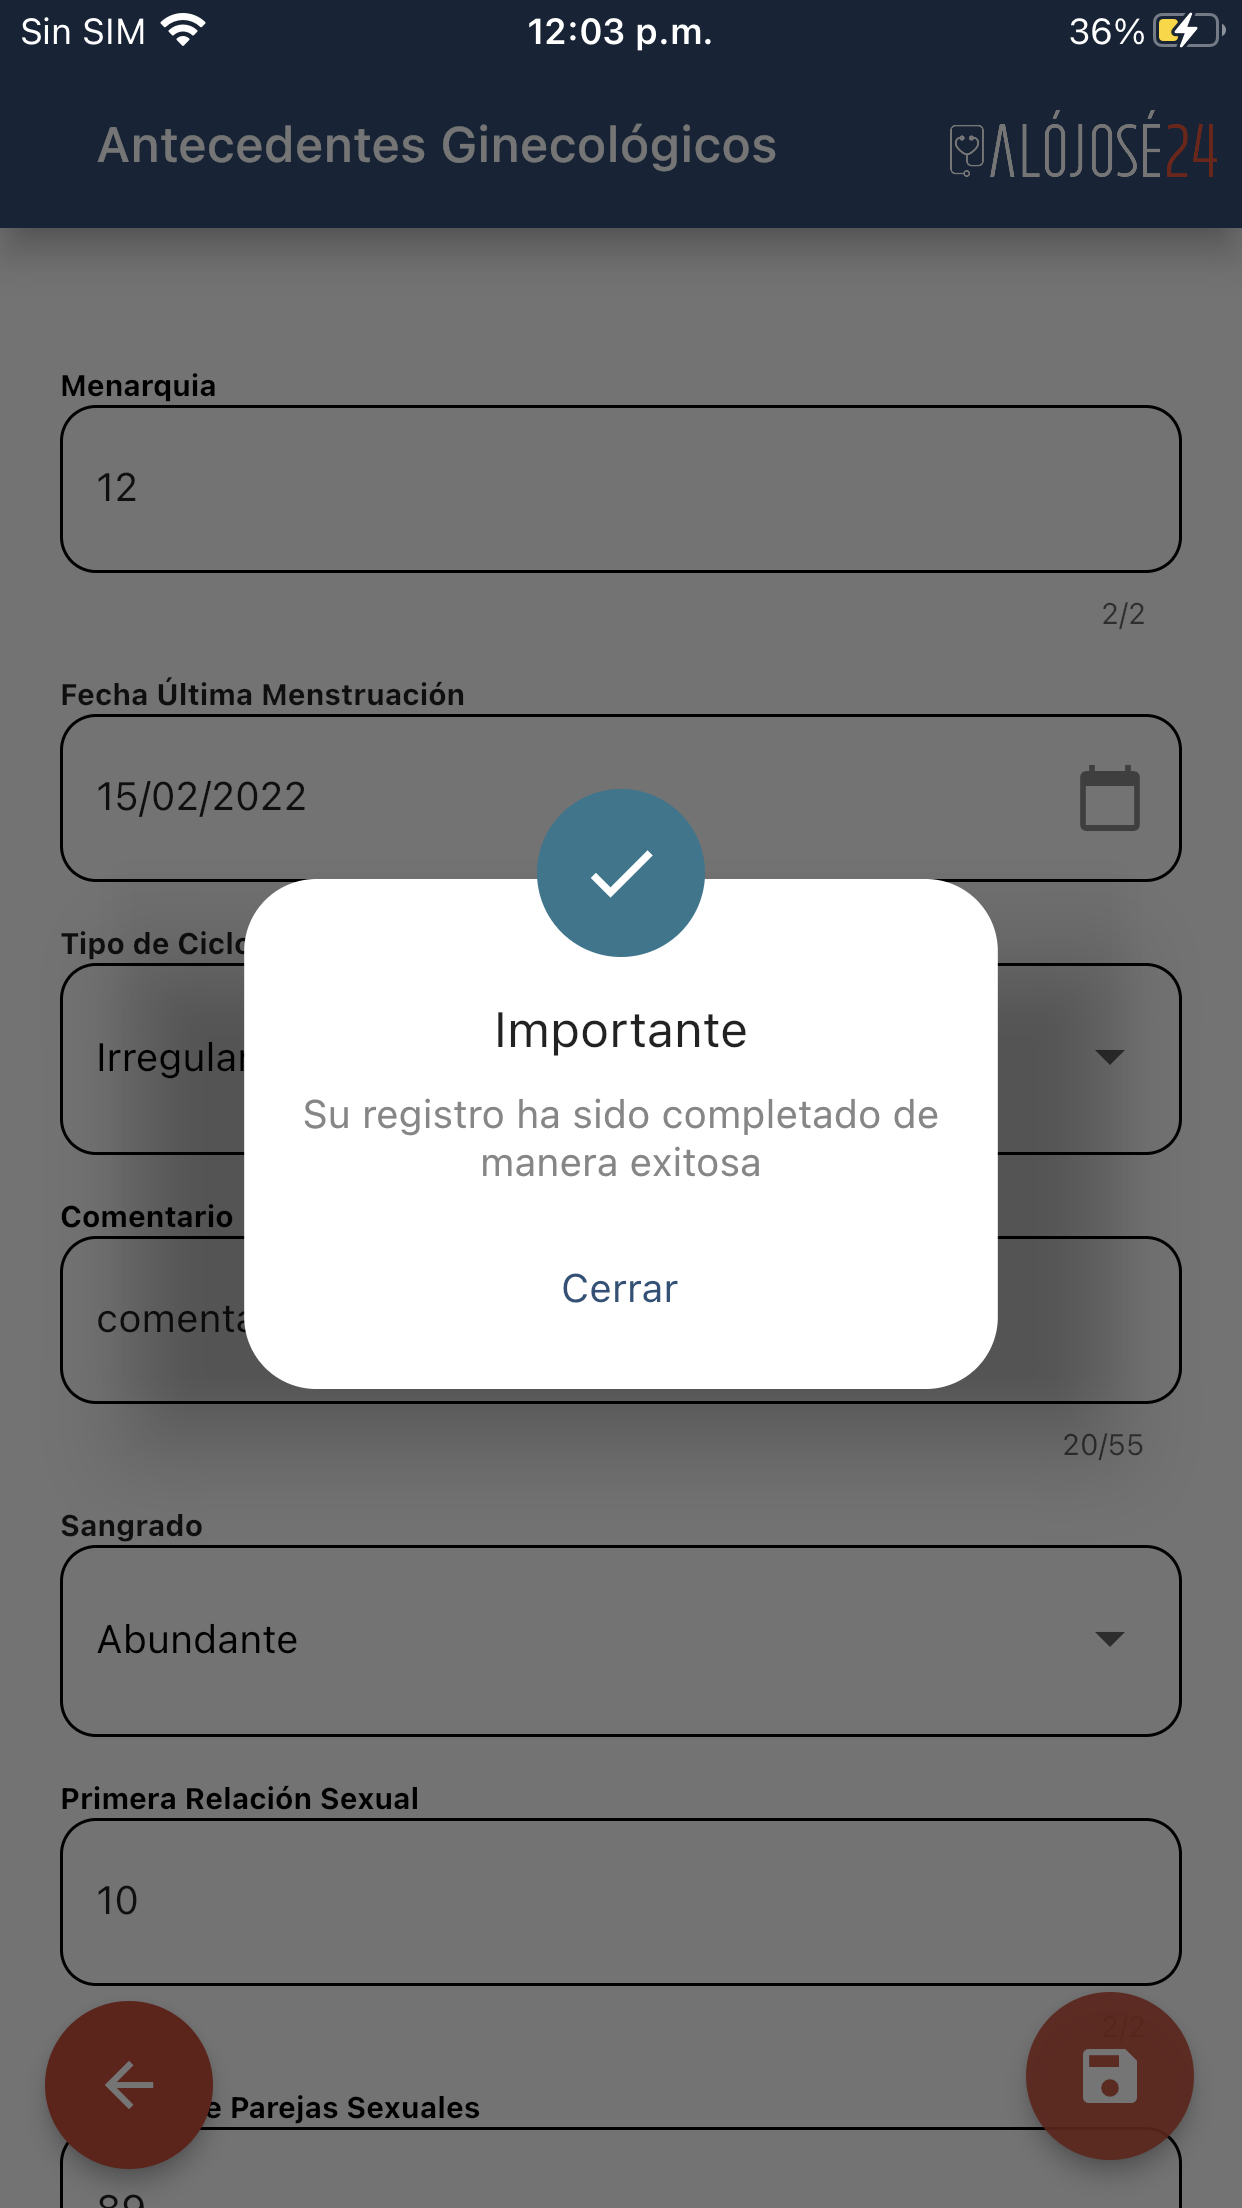 Sin SIM 12:03 p.m. 36%
Antecedentes Ginecológicos ALÓJOSÉ24
Menarquia
12
2/2
Fecha Última Menstruación
15/02/2022
Tipo de Ciclo
Irregular
Importante
Su registro ha sido completado de
manera exitosa
Cerrar
Comentario
comenta
20/55
Sangrado
Abundante
Primera Relación Sexual
10
2/2
e Parejas Sexuales
89